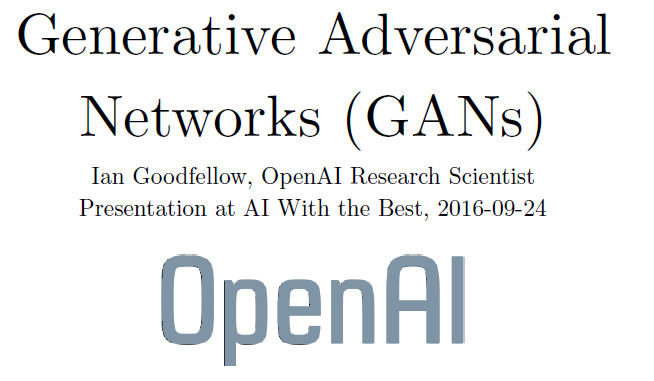 Generative Adversarial
Networks (GANs)
Ian Goodfellow, OpenAI Research Scientist
Presentation at AI With the Best, 2016-09-24
OpenAI